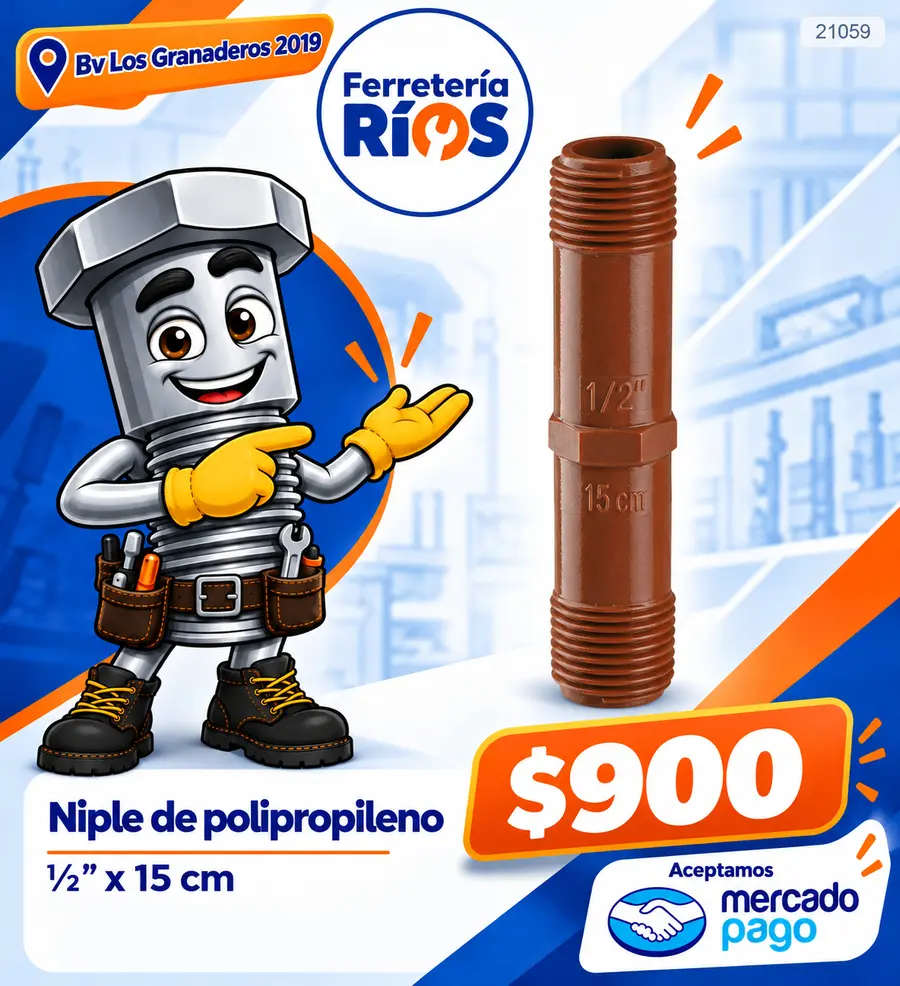 Bv Los Granaderos 2019
Ferretería
Ríos
21059
1/2"
15 cm
$900
Niple de polipropileno
½” x 15 cm
Aceptamos
mercado
pago